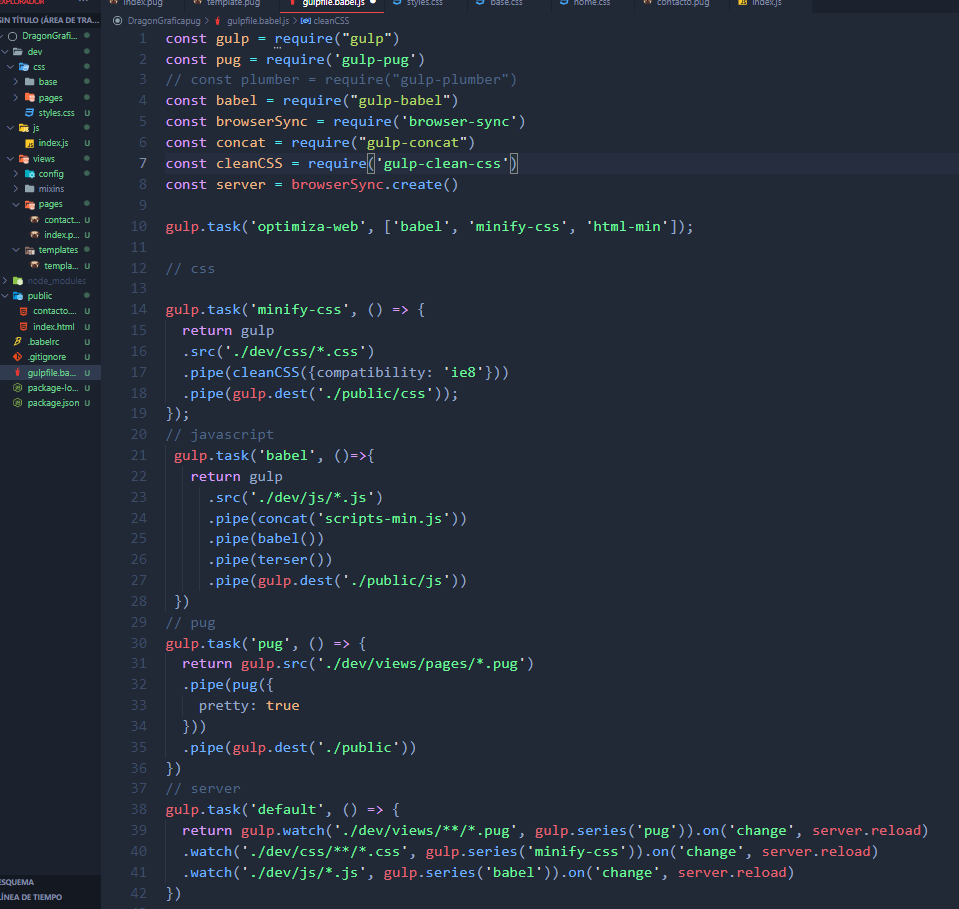 EXPLORADOR
index.pug
template.pug
gulpfile.babel.js
styles.css
base.css
home.css
contacto.pug
index.js
SIN TÍTULO (ÁREA DE TRA...
DragonGraficapug > gulpfile.babel.js > cleanCSS
DragonGrafi...
dev
css
base
pages
styles.css U
js
index.js U
views
config
mixins
pages
contact... U
index.p... U
templates
templa... U
node_modules
public
contacto.... U
index.html U
.babelrc U
.gitignore U
gulpfile.ba... U
package-lo... U
package.json U
ESQUEMA
LÍNEA DE TIEMPO
1 const gulp = require("gulp")
2 const pug = require('gulp-pug')
3 // const plumber = require("gulp-plumber")
4 const babel = require("gulp-babel")
5 const browserSync = require('browser-sync')
6 const concat = require("gulp-concat")
7 const cleanCSS = require('gulp-clean-css')
8 const server = browserSync.create()
9
10 gulp.task('optimiza-web', ['babel', 'minify-css', 'html-min']);
11
12 // css
13
14 gulp.task('minify-css', () => {
15 return gulp
16 .src('./dev/css/*.css')
17 .pipe(cleanCSS({compatibility: 'ie8'}))
18 .pipe(gulp.dest('./public/css'));
19 });
20 // javascript
21 gulp.task('babel', ()=>{
22 return gulp
23 .src('./dev/js/*.js')
24 .pipe(concat('scripts-min.js'))
25 .pipe(babel())
26 .pipe(terser())
27 .pipe(gulp.dest('./public/js'))
28 })
29 // pug
30 gulp.task('pug', () => {
31 return gulp.src('./dev/views/pages/*.pug')
32 .pipe(pug({
33 pretty: true
34 }))
35 .pipe(gulp.dest('./public'))
36 })
37 // server
38 gulp.task('default', () => {
39 return gulp.watch('./dev/views/**/*.pug', gulp.series('pug')).on('change', server.reload)
40 .watch('./dev/css/**/*.css', gulp.series('minify-css')).on('change', server.reload)
41 .watch('./dev/js/*.js', gulp.series('babel')).on('change', server.reload)
42 })